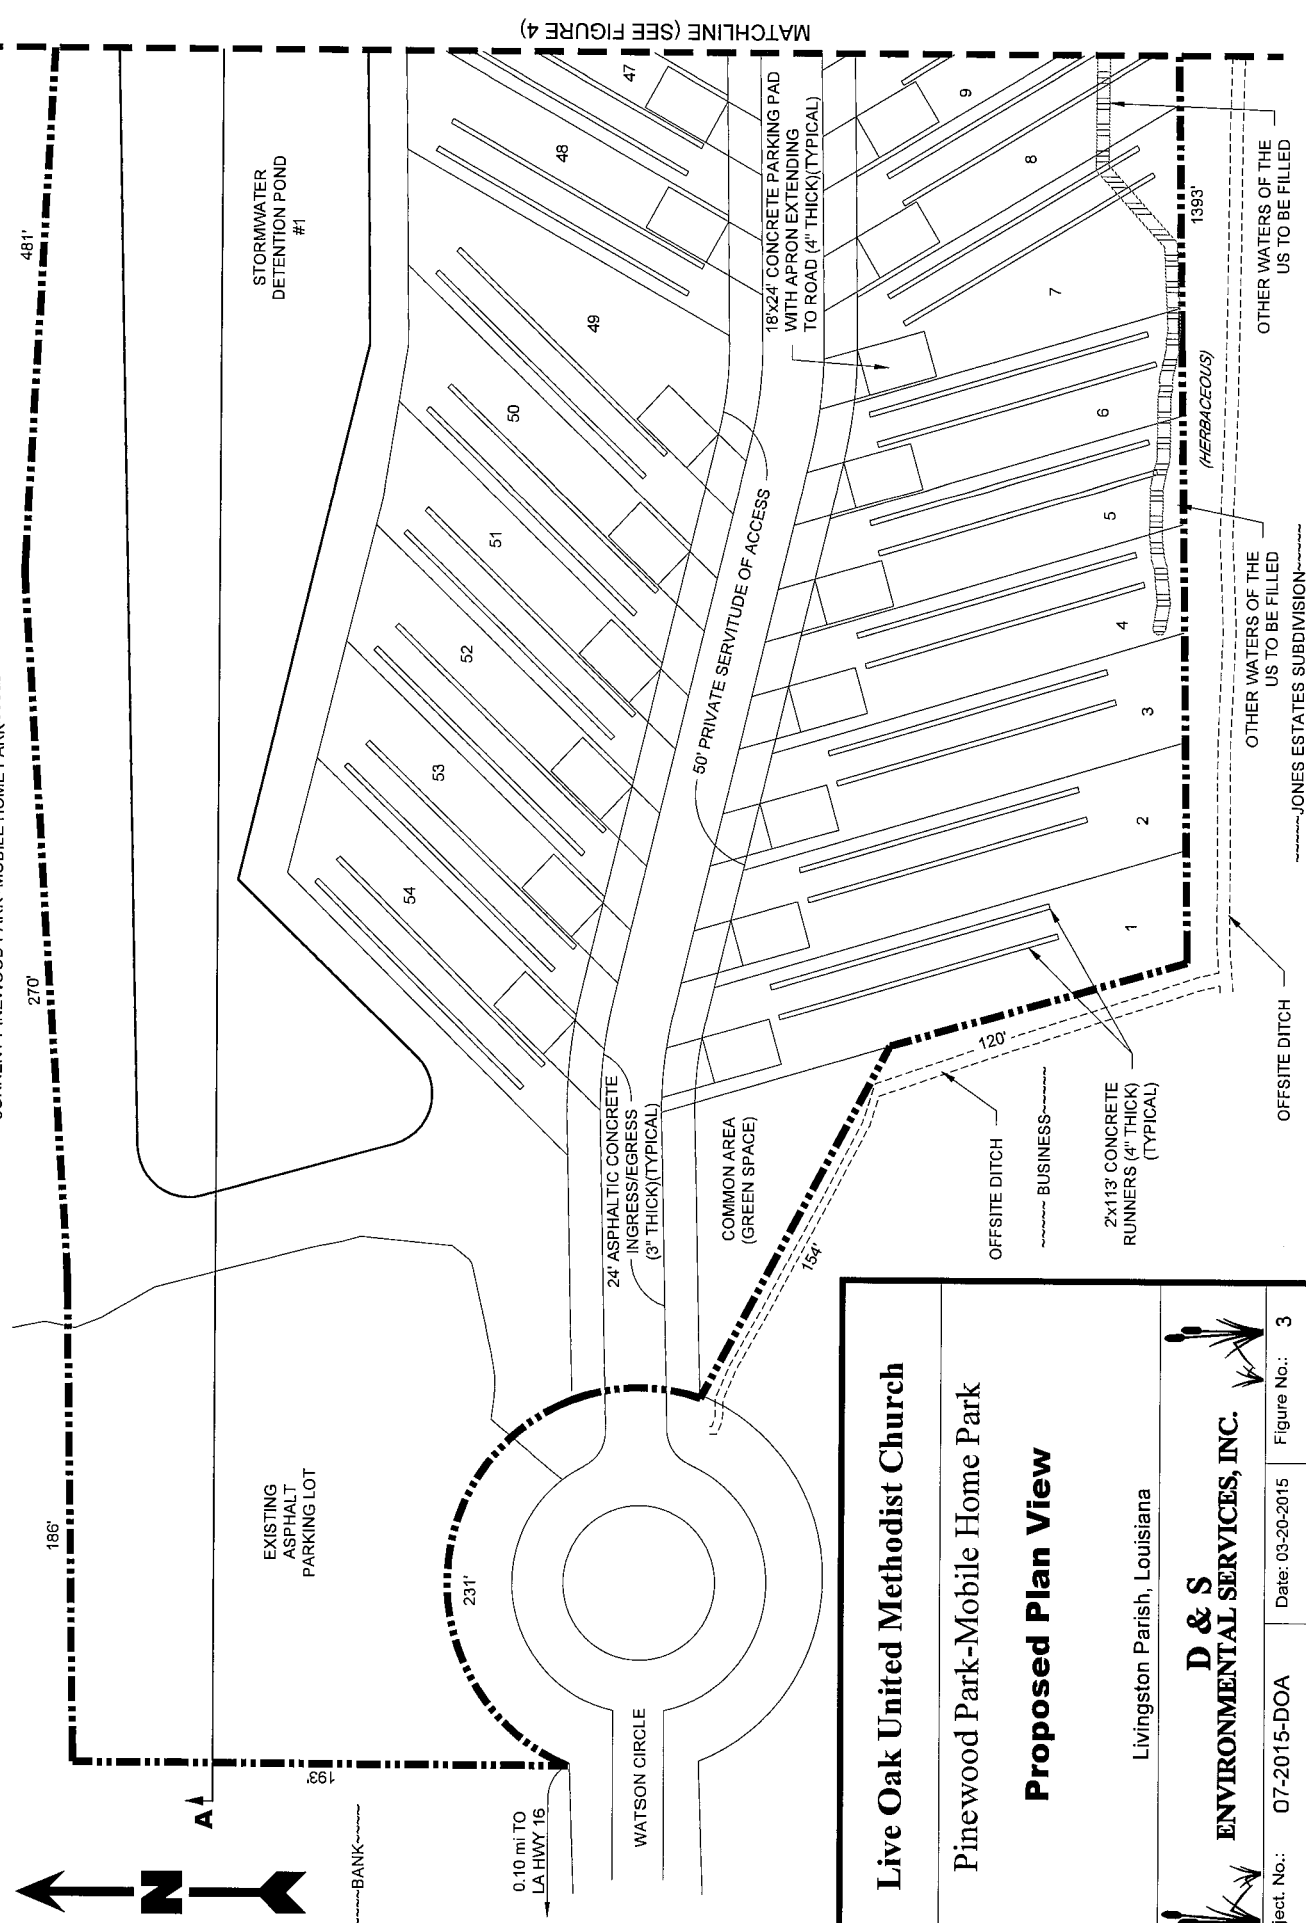 MATCHLINE (SEE FIGURE 4)
481'
270'
186'
193'
231'
154'
120'
1393'
STORMWATER
DETENTION POND
#1
EXISTING
ASPHALT
PARKING LOT
A
N
~~~~BANK~~~~
0.10 mi TO
LA HWY 16
WATSON CIRCLE
47
48
49
50
51
52
53
54
18'x24' CONCRETE PARKING PAD
WITH APRON EXTENDING
TO ROAD (4" THICK)(TYPICAL)
50' PRIVATE SERVITUDE OF ACCESS
24' ASPHALTIC CONCRETE
INGRESS/EGRESS
(3" THICK)(TYPICAL)
COMMON AREA
(GREEN SPACE)
1
2
3
4
5
6
7
8
9
(HERBACEOUS)
OTHER WATERS OF THE
US TO BE FILLED
OTHER WATERS OF THE
US TO BE FILLED
~~~~~JONES ESTATES SUBDIVISION~~~~~
OFFSITE DITCH
OFFSITE DITCH
~~~~~ BUSINESS~~~~~
2'x113' CONCRETE
RUNNERS (4" THICK)
(TYPICAL)
Live Oak United Methodist Church
Pinewood Park-Mobile Home Park
Proposed Plan View
Livingston Parish, Louisiana
D & S
ENVIRONMENTAL SERVICES, INC.
ject. No.: 07-2015-DOA
Date: 03-20-2015
Figure No.: 3